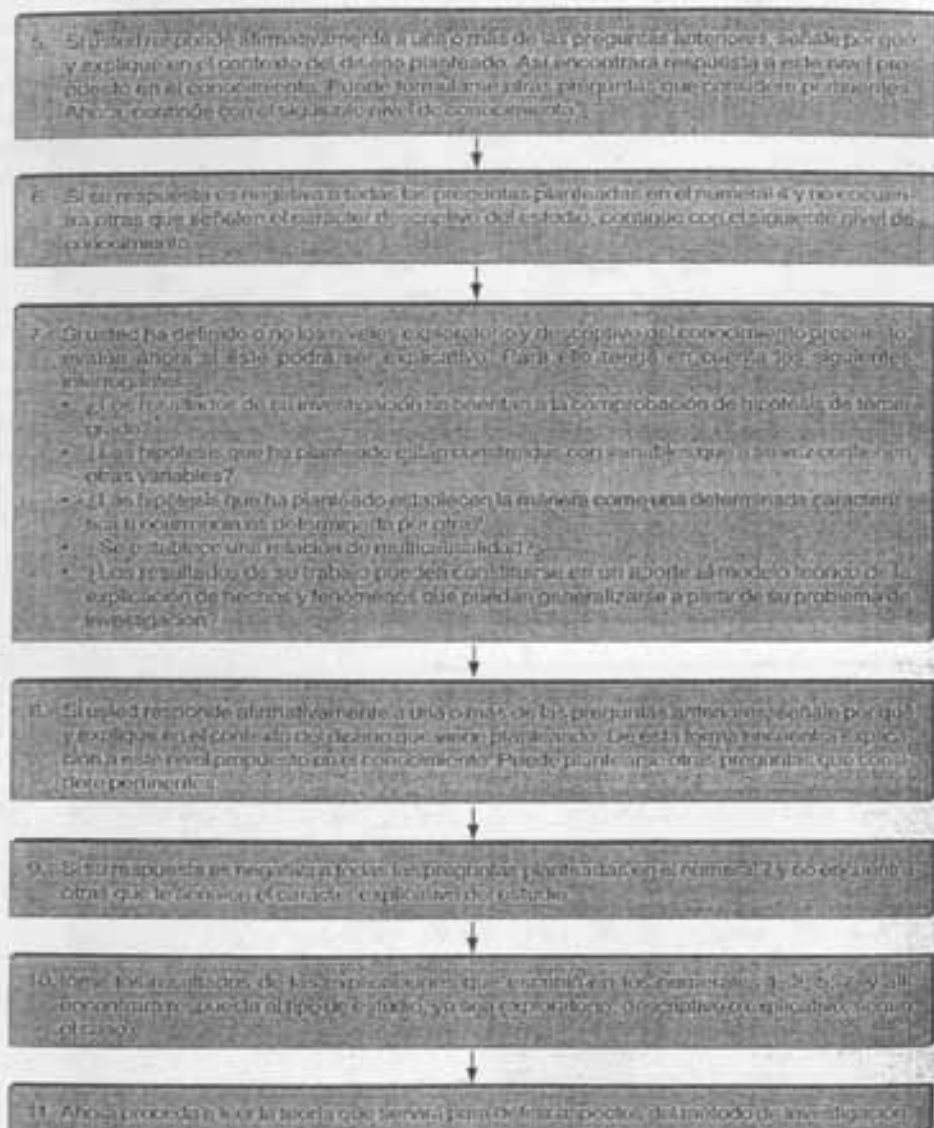 5. Si usted responde afirmativamente a una o más de las preguntas anteriores, señale por qué
y explique en el contexto del diseño planteado. Así encontrará respuesta a este nivel pro-
puesto en el conocimiento. Puede formularse otras preguntas que considere pertinentes.
Ahora, continúe con el siguiente nivel de conocimiento.
6. Si su respuesta es negativa a todas las preguntas planteadas en el numeral 4 y no encuen-
tra otras que señalen el carácter descriptivo del estudio, continúe con el siguiente nivel de
conocimiento.
7. Si usted ha definido o no los niveles exploratorio y descriptivo del conocimiento propuesto,
evalúe ahora si éste podrá ser explicativo. Para ello tenga en cuenta los siguientes
interrogantes:
• ¿Los resultados de su investigación se orientan a la comprobación de hipótesis de tercer
grado?
• ¿Las hipótesis que ha planteado están construidas con variables que a su vez contienen
otras variables?
• ¿Las hipótesis que ha planteado establecen la manera como una determinada caracterís-
tica u ocurrencia es determinada por otra?
• ¿Se establece una relación de multicausalidad?
• ¿Los resultados de su trabajo pueden constituirse en un aporte al modelo teórico de la
explicación de hechos y fenómenos que puedan generalizarse a partir de su problema de
investigación?
8. Si usted responde afirmativamente a una o más de las preguntas anteriores, señale por qué
y explique en el contexto del diseño que viene planteando. De esta forma encuentra explica-
ción a este nivel propuesto en el conocimiento. Puede plantearse otras preguntas que consi-
dere pertinentes.
9. Si su respuesta es negativa a todas las preguntas planteadas en el numeral 7 y no encuentra
otras que le el carácter explicativo del estudio
10. Tome los resultados de las explicaciones que escribió en los numerales y allí
encontrará respuesta al tipo de estudio, ya sea exploratorio, descriptivo o explicativo, según
el caso.
11. Ahora proceda a leer la teoría que servirá para definir aspectos del método de investigación.